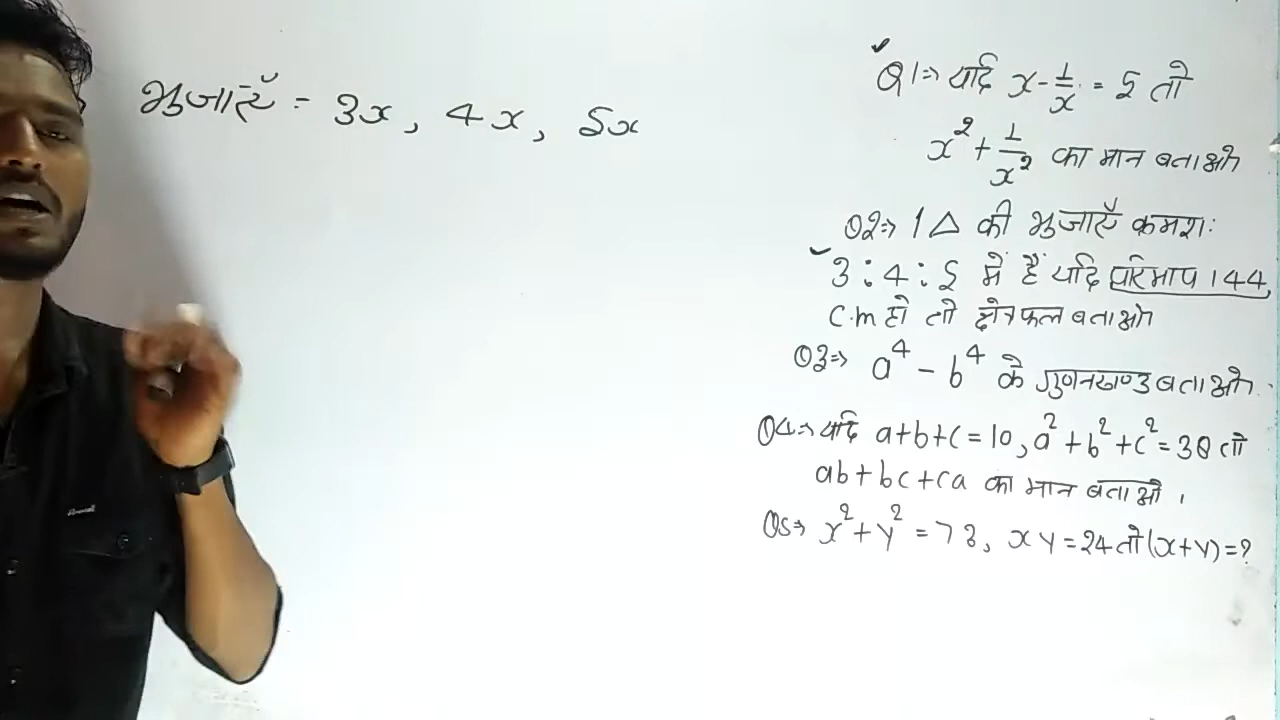 भुजाएँ = 3x, 4x, 5x
Q1⇒ यदि x - 1/x = 5 तो
x² + 1/x² का मान बताओ
Q2⇒ 1 △ की भुजाएँ क्रमशः
3 : 4 : 5 में हैं यदि परिमाप 144
c.m हो तो क्षेत्रफल बताओ
Q3⇒ a⁴ - b⁴ के गुणनखण्ड बताओ.
Q4⇒ यदि a+b+c = 10, a²+b²+c² = 38 तो
ab+bc+ca का मान बताओ ।
Q5⇒ x² + y² = 73, xy = 24 तो (x+y) = ?